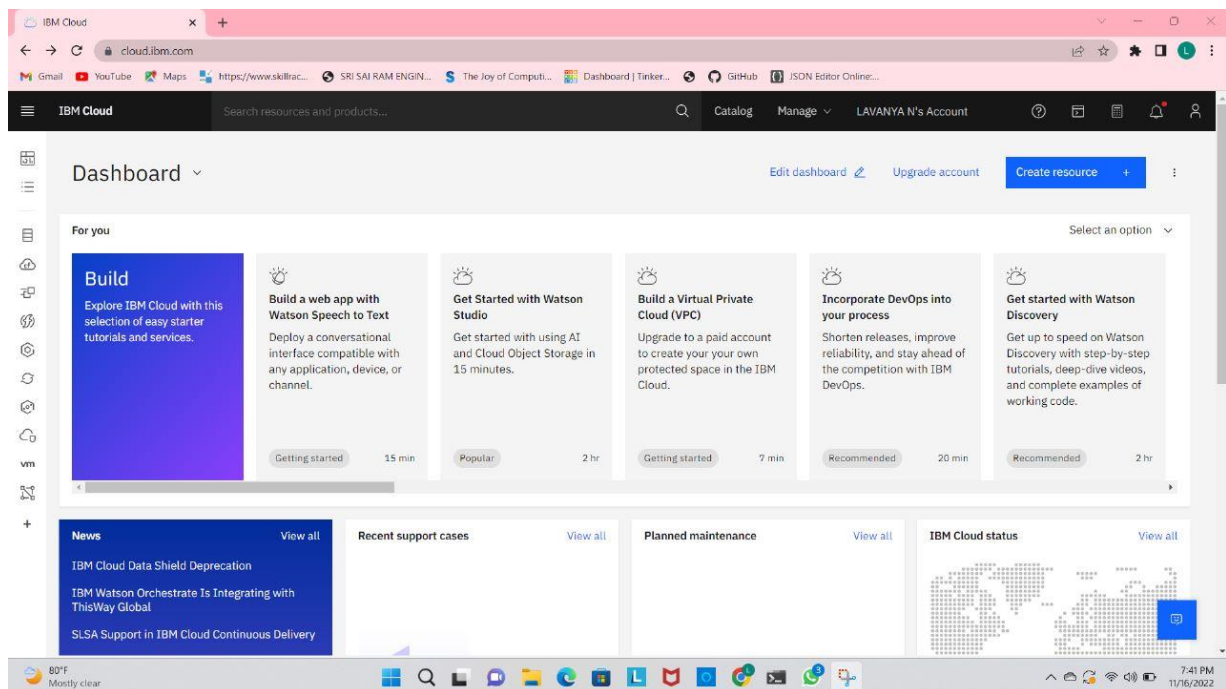 IBM Cloud
cloud.ibm.com
Gmail YouTube Maps https://www.skillrac... SRI SAI RAM ENGIN... The Joy of Computi... Dashboard | Tinker... GitHub JSON Editor Online:...
IBM Cloud Search resources and products... Catalog Manage LAVANYA N's Account
Dashboard Edit dashboard Upgrade account Create resource +
For you Select an option
Build
Explore IBM Cloud with this
selection of easy starter
tutorials and services.
Build a web app with
Watson Speech to Text
Deploy a conversational
interface compatible with
any application, device, or
channel.
Getting started 15 min
Get Started with Watson
Studio
Get started with using AI
and Cloud Object Storage in
15 minutes.
Popular 2 hr
Build a Virtual Private
Cloud (VPC)
Upgrade to a paid account
to create your your own
protected space in the IBM
Cloud.
Getting started 7 min
Incorporate DevOps into
your process
Shorten releases, improve
reliability, and stay ahead of
the competition with IBM
DevOps.
Recommended 20 min
Get started with Watson
Discovery
Get up to speed on Watson
Discovery with step-by-step
tutorials, deep-dive videos,
and complete examples of
working code.
Recommended 2 hr
vm
News View all
IBM Cloud Data Shield Deprecation
IBM Watson Orchestrate Is Integrating with
ThisWay Global
SLSA Support in IBM Cloud Continuous Delivery
Recent support cases View all
Planned maintenance View all
IBM Cloud status View all
80°F
Mostly clear
7:41 PM
11/16/2022